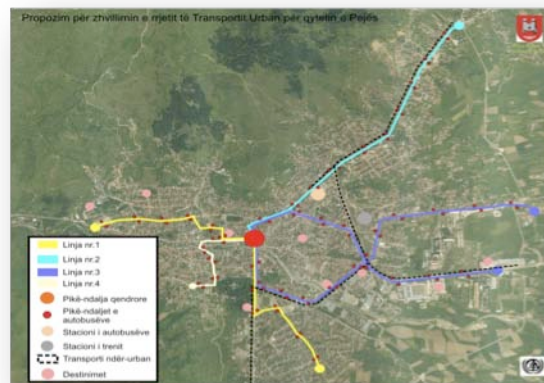 Propozim për zhvillimin e rrjetit të Transportit Urban për qytetin e Pejës
Linja nr.1
Linja nr.2
Linja nr.3
Linja nr.4
Pikë-ndalja qendrore
Pikë-ndaljet e
autobusëve
Stacioni i autobusëve
Stacioni i trenit
Transporti ndër-urban
Destinimet